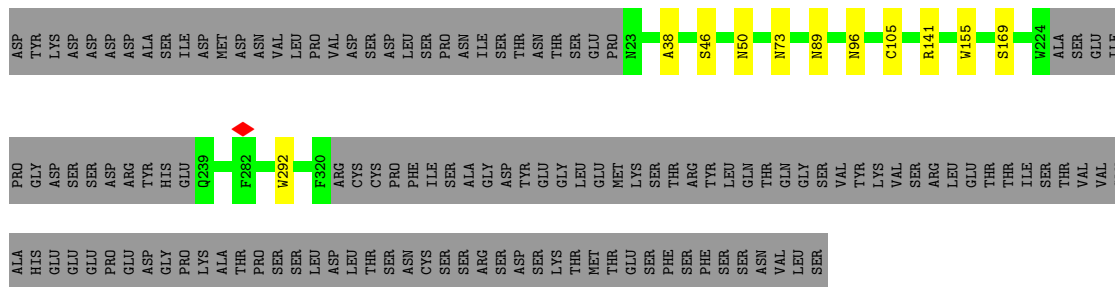 ASP TYR LYS ASP ASP ASP ASP ALA SER ILE ASP MET ASP ASN VAL LEU PRO VAL ASP SER ASP LEU SER PRO ASN ILE SER THR ASN THR SER GLU PRO N23 A38 S46 N50 N73 N89 N96 C105 R141 W155 S169 W224 ALA SER GLU ILE
PRO GLY ASP SER SER ASP ARG TYR HIS GLU Q239 F282 W292 F320 ARG CYS CYS PRO PHE ILE SER ALA GLY ASP TYR GLU GLY LEU GLU MET LYS SER THR ARG TYR LEU GLN THR GLN GLY SER VAL TYR LYS VAL SER ARG LEU GLU THR THR ILE SER THR VAL VAL
ALA HIS GLU GLU GLU PRO GLU ASP GLY PRO LYS ALA THR PRO SER SER LEU ASP LEU THR SER ASN CYS SER SER ARG SER ASP SER LYS THR MET THR GLU SER PHE SER PHE SER SER ASN VAL LEU SER